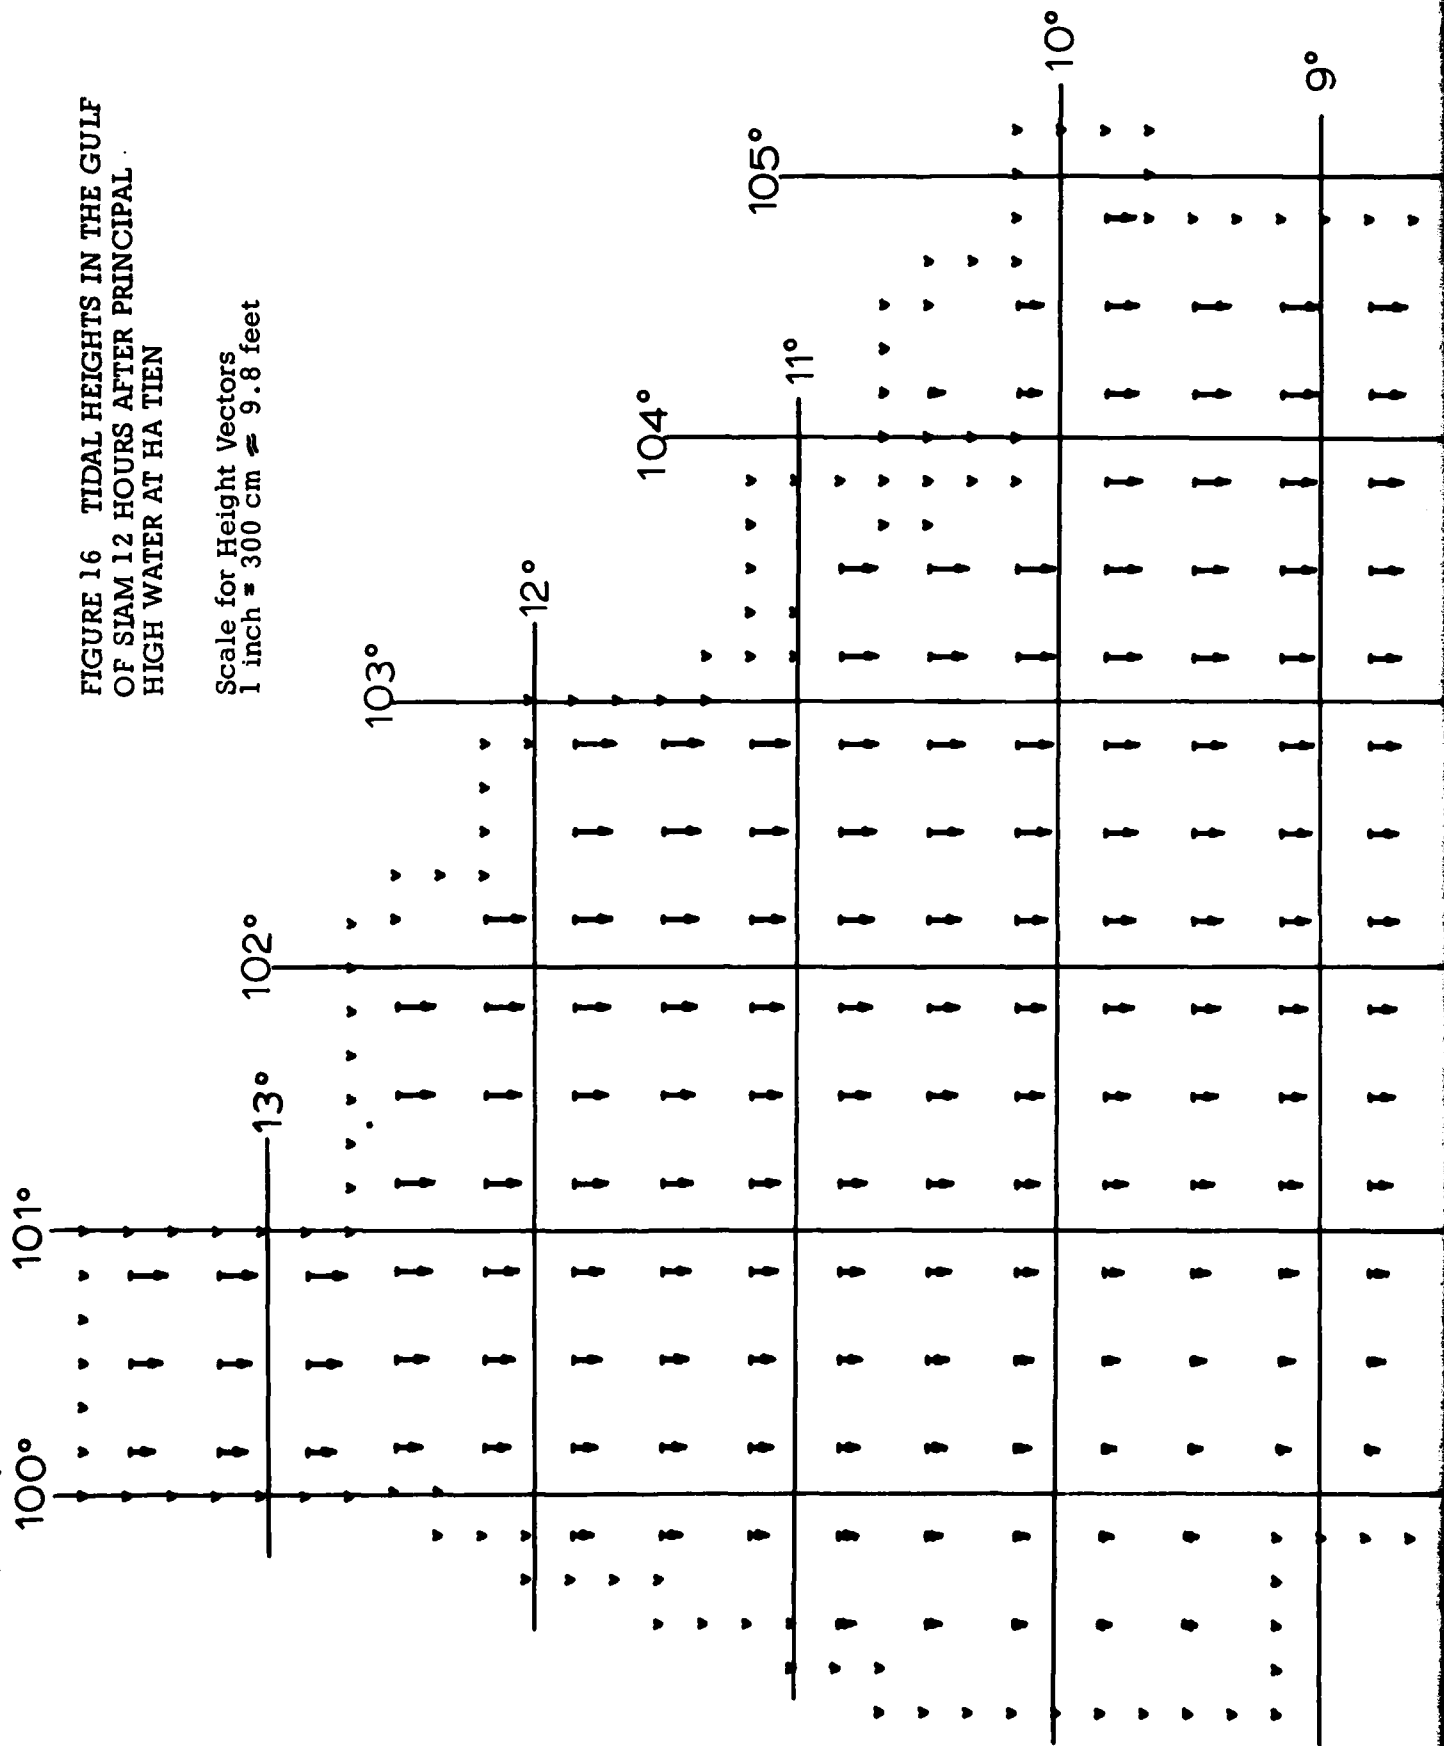 FIGURE 16 TIDAL HEIGHTS IN THE GULF
OF SIAM 12 HOURS AFTER PRINCIPAL
HIGH WATER AT HA TIEN
Scale for Height Vectors
1 inch = 300 cm ≈ 9.8 feet
100°
101°
102°
103°
104°
105°
13°
12°
11°
10°
9°